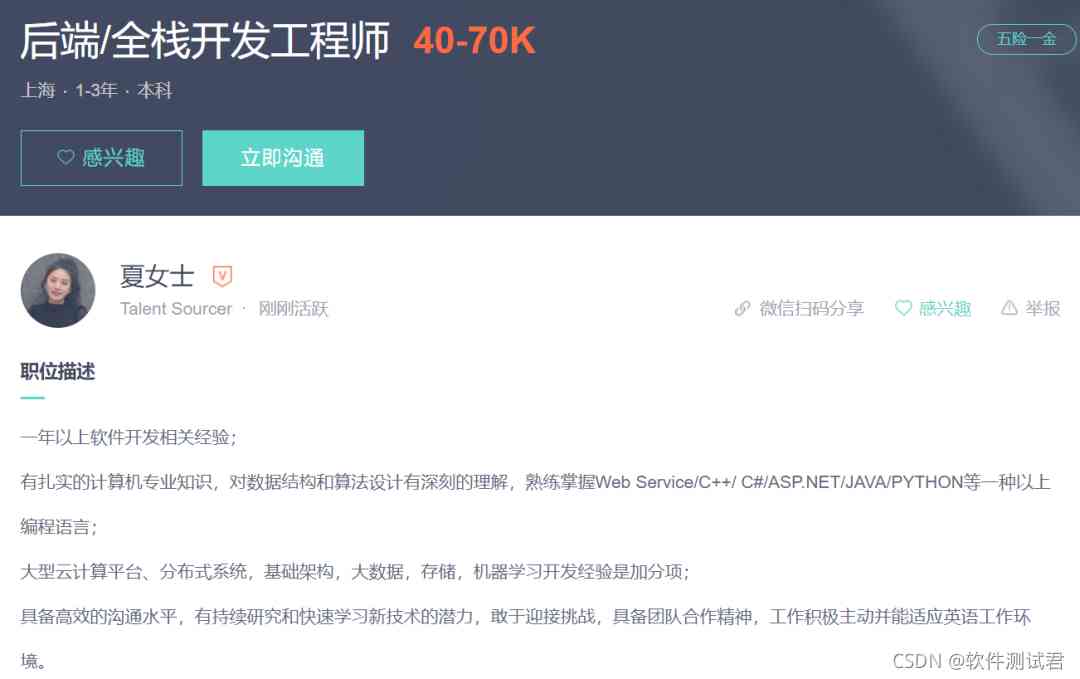 后端/全栈开发工程师 40-70K
五险一金
上海 · 1-3年 · 本科
感兴趣 立即沟通
夏女士
Talent Sourcer · 刚刚活跃
微信扫码分享 感兴趣 举报
职位描述
一年以上软件开发相关经验；
有扎实的计算机专业知识，对数据结构和算法设计有深刻的理解，熟练掌握Web Service/C++/ C#/ASP.NET/JAVA/PYTHON等一种以上
编程语言；
大型云计算平台、分布式系统，基础架构，大数据，存储，机器学习开发经验是加分项；
具备高效的沟通水平，有持续研究和快速学习新技术的潜力，敢于迎接挑战，具备团队合作精神，工作积极主动并能适应英语工作环
境。
CSDN @软件测试君